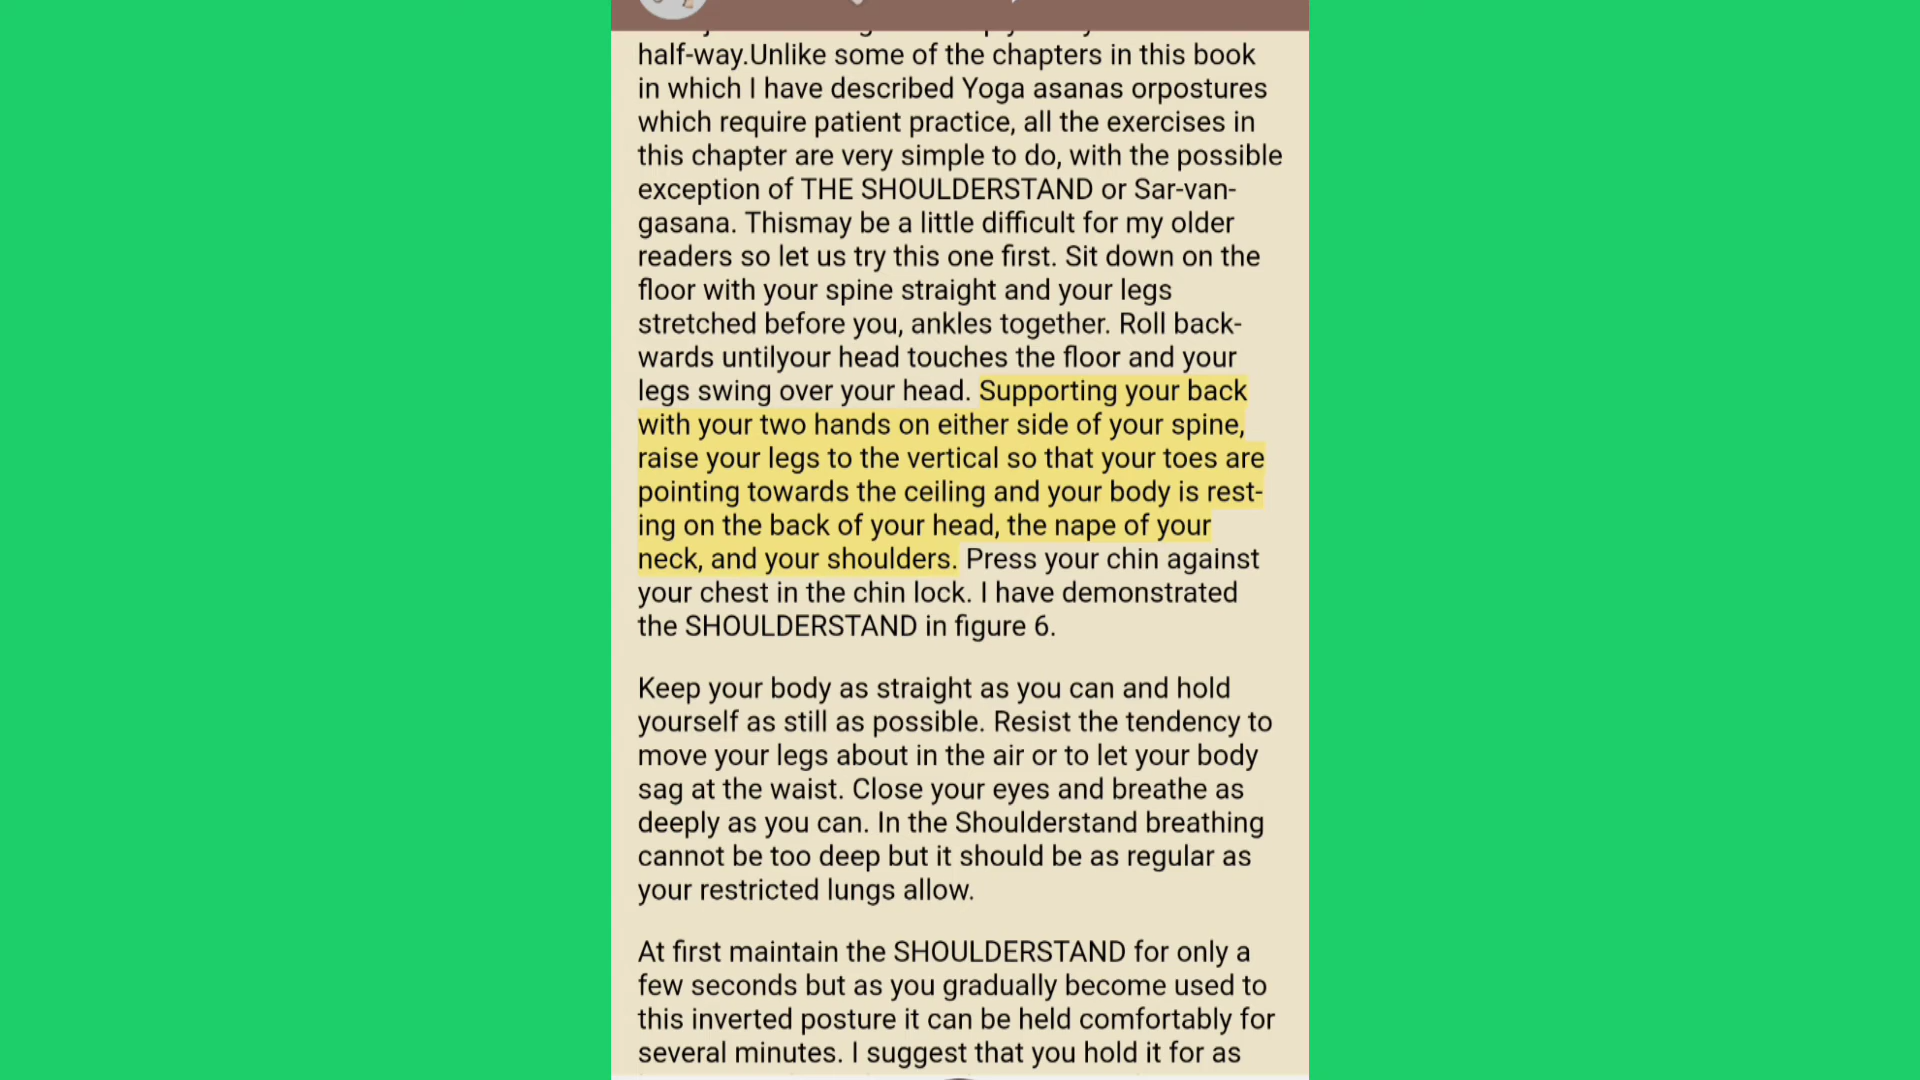 half-way.Unlike some of the chapters in this book
in which I have described Yoga asanas orpostures
which require patient practice, all the exercises in
this chapter are very simple to do, with the possible
exception of THE SHOULDERSTAND or Sar-van-
gasana. Thismay be a little difficult for my older
readers so let us try this one first. Sit down on the
floor with your spine straight and your legs
stretched before you, ankles together. Roll back-
wards untilyour head touches the floor and your
legs swing over your head. Supporting your back
with your two hands on either side of your spine,
raise your legs to the vertical so that your toes are
pointing towards the ceiling and your body is rest-
ing on the back of your head, the nape of your
neck, and your shoulders. Press your chin against
your chest in the chin lock. I have demonstrated
the SHOULDERSTAND in figure 6.
Keep your body as straight as you can and hold
yourself as still as possible. Resist the tendency to
move your legs about in the air or to let your body
sag at the waist. Close your eyes and breathe as
deeply as you can. In the Shoulderstand breathing
cannot be too deep but it should be as regular as
your restricted lungs allow.
At first maintain the SHOULDERSTAND for only a
few seconds but as you gradually become used to
this inverted posture it can be held comfortably for
several minutes. I suggest that you hold it for as